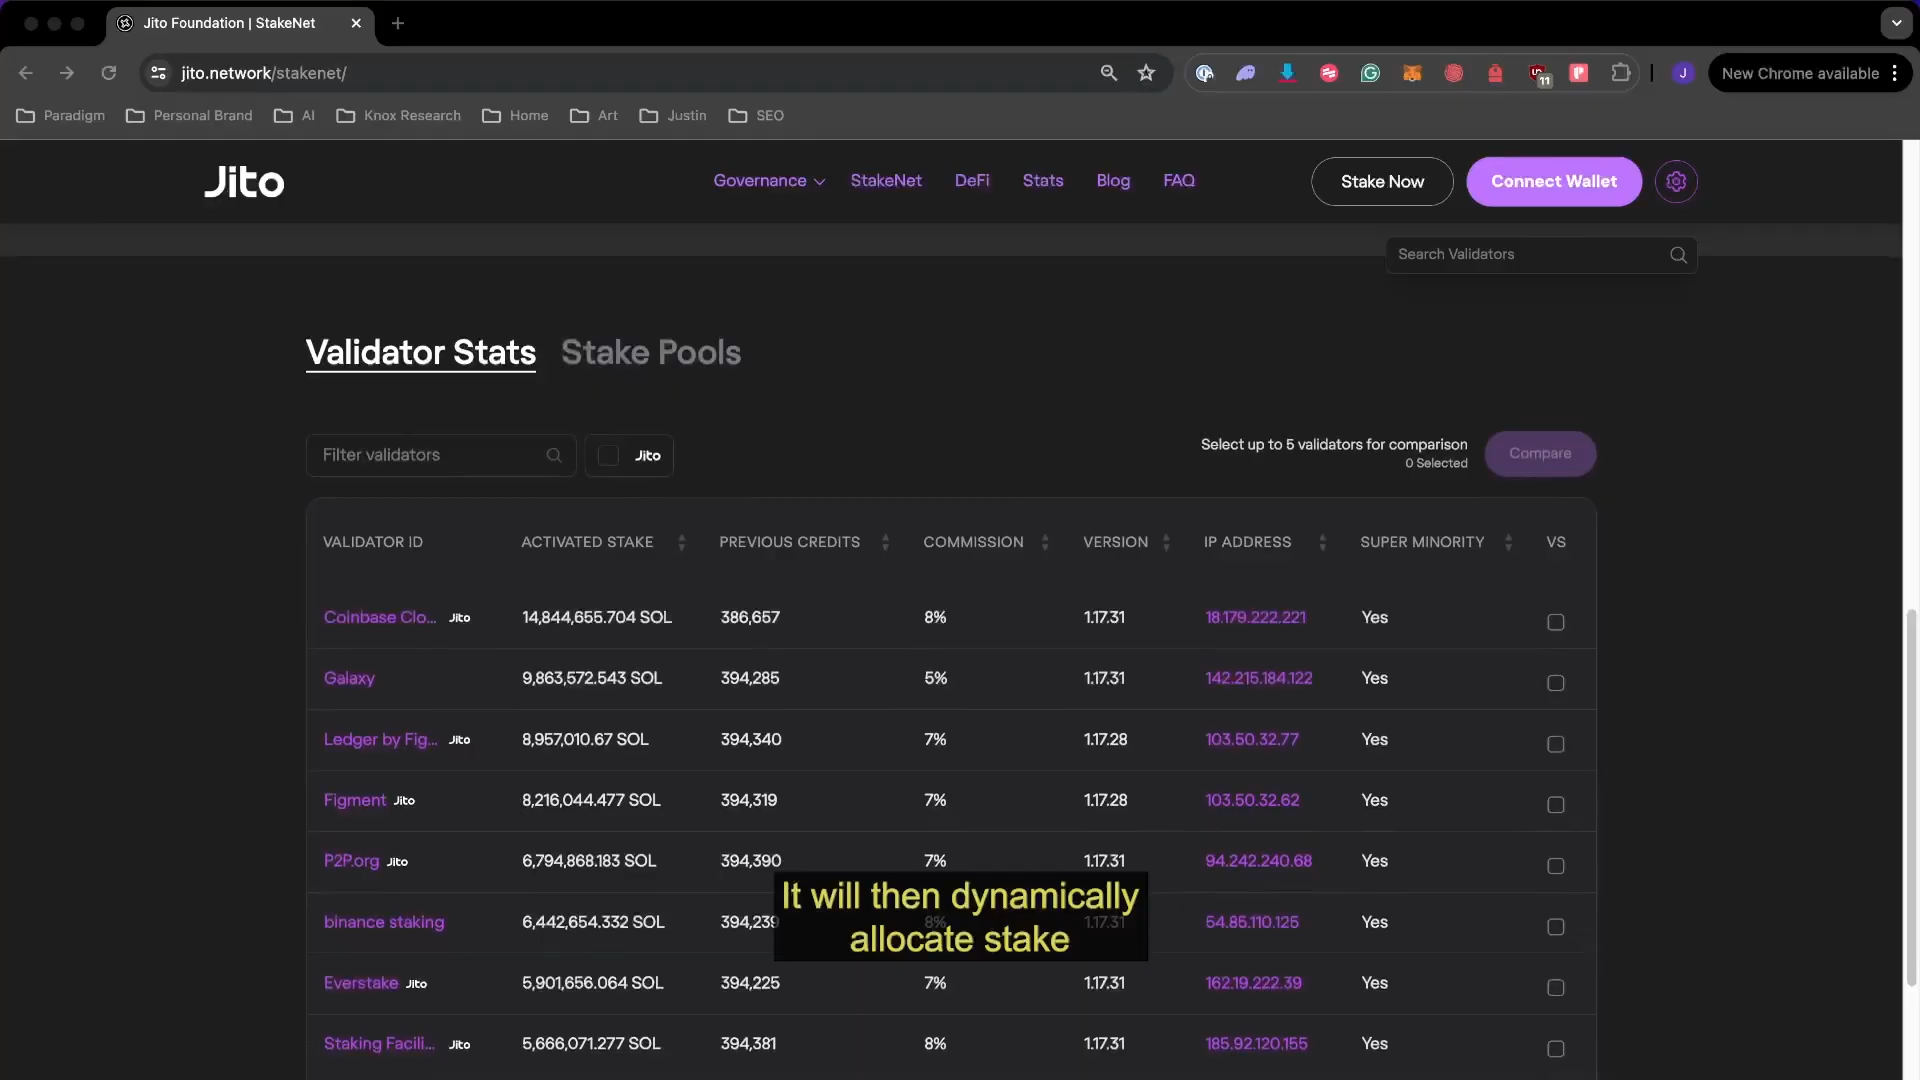 Jito Foundation | StakeNet
jito.network/stakenet/
11
J
New Chrome available
Paradigm Personal Brand AI Knox Research Home Art Justin SEO
Jito
Governance StakeNet DeFi Stats Blog FAQ
Stake Now
Connect Wallet
Search Validators
Validator Stats Stake Pools
Filter validators
Jito
Select up to 5 validators for comparison
0 Selected
Compare
VALIDATOR ID ACTIVATED STAKE PREVIOUS CREDITS COMMISSION VERSION IP ADDRESS SUPER MINORITY VS
Coinbase Clo... Jito 14,844,655.704 SOL 386,657 8% 1.17.31 18.179.222.221 Yes
Galaxy 9,863,572.543 SOL 394,285 5% 1.17.31 142.215.184.122 Yes
Ledger by Fig... Jito 8,957,010.67 SOL 394,340 7% 1.17.28 103.50.32.77 Yes
Figment Jito 8,216,044.477 SOL 394,319 7% 1.17.28 103.50.32.62 Yes
P2P.org Jito 6,794,868.183 SOL 394,390 7% 1.17.31 94.242.240.68 Yes
binance staking 6,442,654.332 SOL 394,239 8% 1.17.31 54.85.110.125 Yes
It will then dynamically
allocate stake
Everstake Jito 5,901,656.064 SOL 394,225 7% 1.17.31 162.19.222.39 Yes
Staking Facili... Jito 5,666,071.277 SOL 394,381 8% 1.17.31 185.92.120.155 Yes